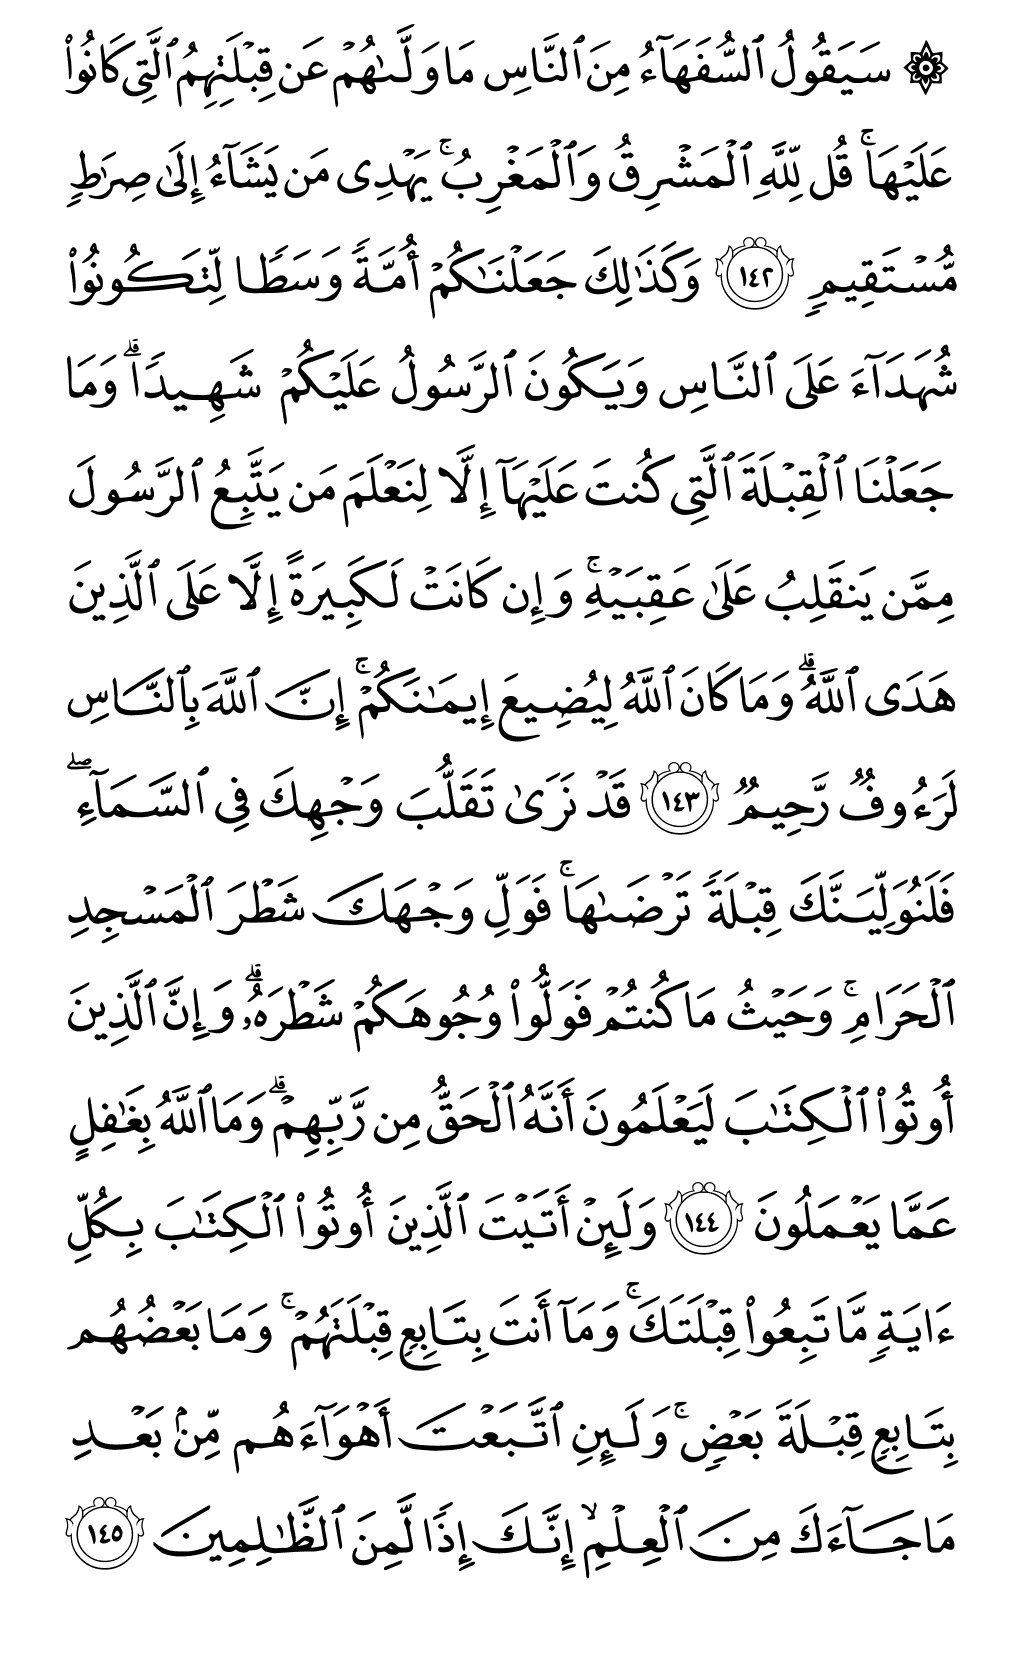 ۞ سَيَقُولُ ٱلسُّفَهَآءُ مِنَ ٱلنَّاسِ مَا وَلَّىٰهُمْ عَن قِبْلَتِهِمُ ٱلَّتِى كَانُوا۟
عَلَيْهَا ۚ قُل لِّلَّهِ ٱلْمَشْرِقُ وَٱلْمَغْرِبُ ۚ يَهْدِى مَن يَشَآءُ إِلَىٰ صِرَٰطٍ
مُّسْتَقِيمٍ ١٤٢ وَكَذَٰلِكَ جَعَلْنَـٰكُمْ أُمَّةً وَسَطًا لِّتَكُونُوا۟
شُهَدَآءَ عَلَى ٱلنَّاسِ وَيَكُونَ ٱلرَّسُولُ عَلَيْكُمْ شَهِيدًا ۗ وَمَا
جَعَلْنَا ٱلْقِبْلَةَ ٱلَّتِى كُنتَ عَلَيْهَآ إِلَّا لِنَعْلَمَ مَن يَتَّبِعُ ٱلرَّسُولَ
مِمَّن يَنقَلِبُ عَلَىٰ عَقِبَيْهِ ۚ وَإِن كَانَتْ لَكَبِيرَةً إِلَّا عَلَى ٱلَّذِينَ
هَدَى ٱللَّهُ ۗ وَمَا كَانَ ٱللَّهُ لِيُضِيعَ إِيمَـٰنَكُمْ ۚ إِنَّ ٱللَّهَ بِٱلنَّاسِ
لَرَءُوفٌ رَّحِيمٌ ١٤٣ قَدْ نَرَىٰ تَقَلُّبَ وَجْهِكَ فِى ٱلسَّمَآءِ ۖ
فَلَنُوَلِّيَنَّكَ قِبْلَةً تَرْضَىٰهَا ۚ فَوَلِّ وَجْهَكَ شَطْرَ ٱلْمَسْجِدِ
ٱلْحَرَامِ ۚ وَحَيْثُ مَا كُنتُمْ فَوَلُّوا۟ وُجُوهَكُمْ شَطْرَهُۥ ۗ وَإِنَّ ٱلَّذِينَ
أُوتُوا۟ ٱلْكِتَـٰبَ لَيَعْلَمُونَ أَنَّهُ ٱلْحَقُّ مِن رَّبِّهِمْ ۗ وَمَا ٱللَّهُ بِغَـٰفِلٍ
عَمَّا يَعْمَلُونَ ١٤٤ وَلَئِنْ أَتَيْتَ ٱلَّذِينَ أُوتُوا۟ ٱلْكِتَـٰبَ بِكُلِّ
ءَايَةٍ مَّا تَبِعُوا۟ قِبْلَتَكَ ۚ وَمَآ أَنتَ بِتَابِعٍ قِبْلَتَهُمْ ۚ وَمَا بَعْضُهُم
بِتَابِعٍ قِبْلَةَ بَعْضٍ ۚ وَلَئِنِ ٱتَّبَعْتَ أَهْوَآءَهُم مِّنۢ بَعْدِ
مَا جَآءَكَ مِنَ ٱلْعِلْمِ ۙ إِنَّكَ إِذًا لَّمِنَ ٱلظَّـٰلِمِينَ ١٤٥